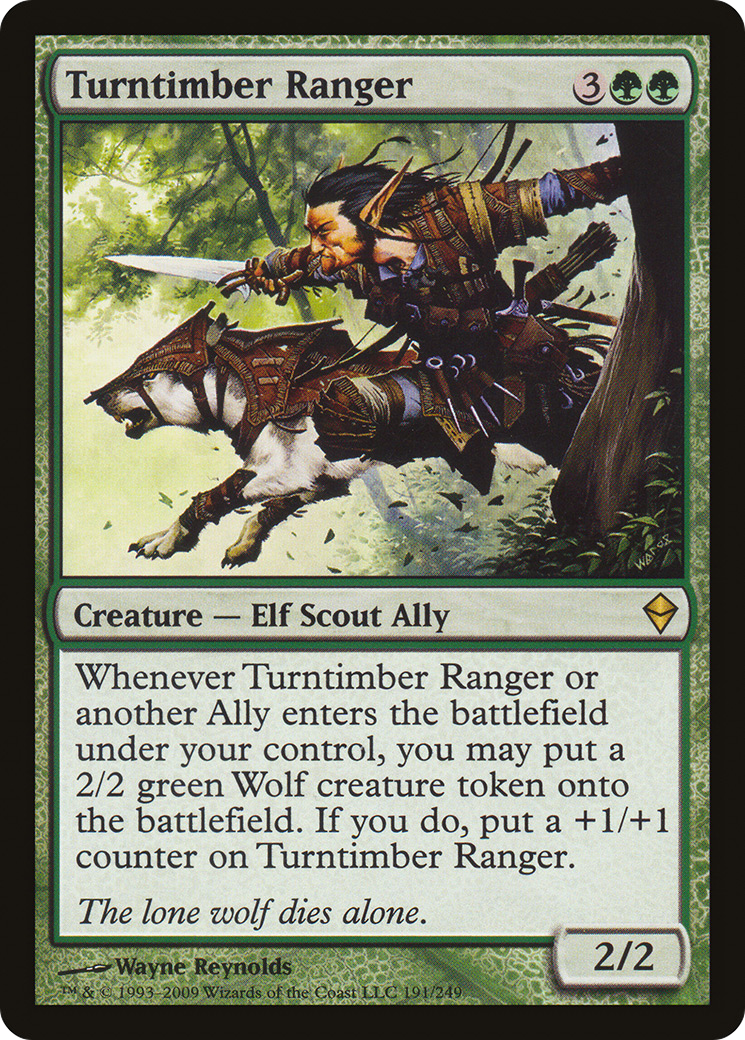 Turntimber Ranger 3
Creature — Elf Scout Ally
Whenever Turntimber Ranger or
another Ally enters the battlefield
under your control, you may put a
2/2 green Wolf creature token onto
the battlefield. If you do, put a +1/+1
counter on Turntimber Ranger.
The lone wolf dies alone.
2/2
Wayne Reynolds
™ & © 1993–2009 Wizards of the Coast LLC 191/249